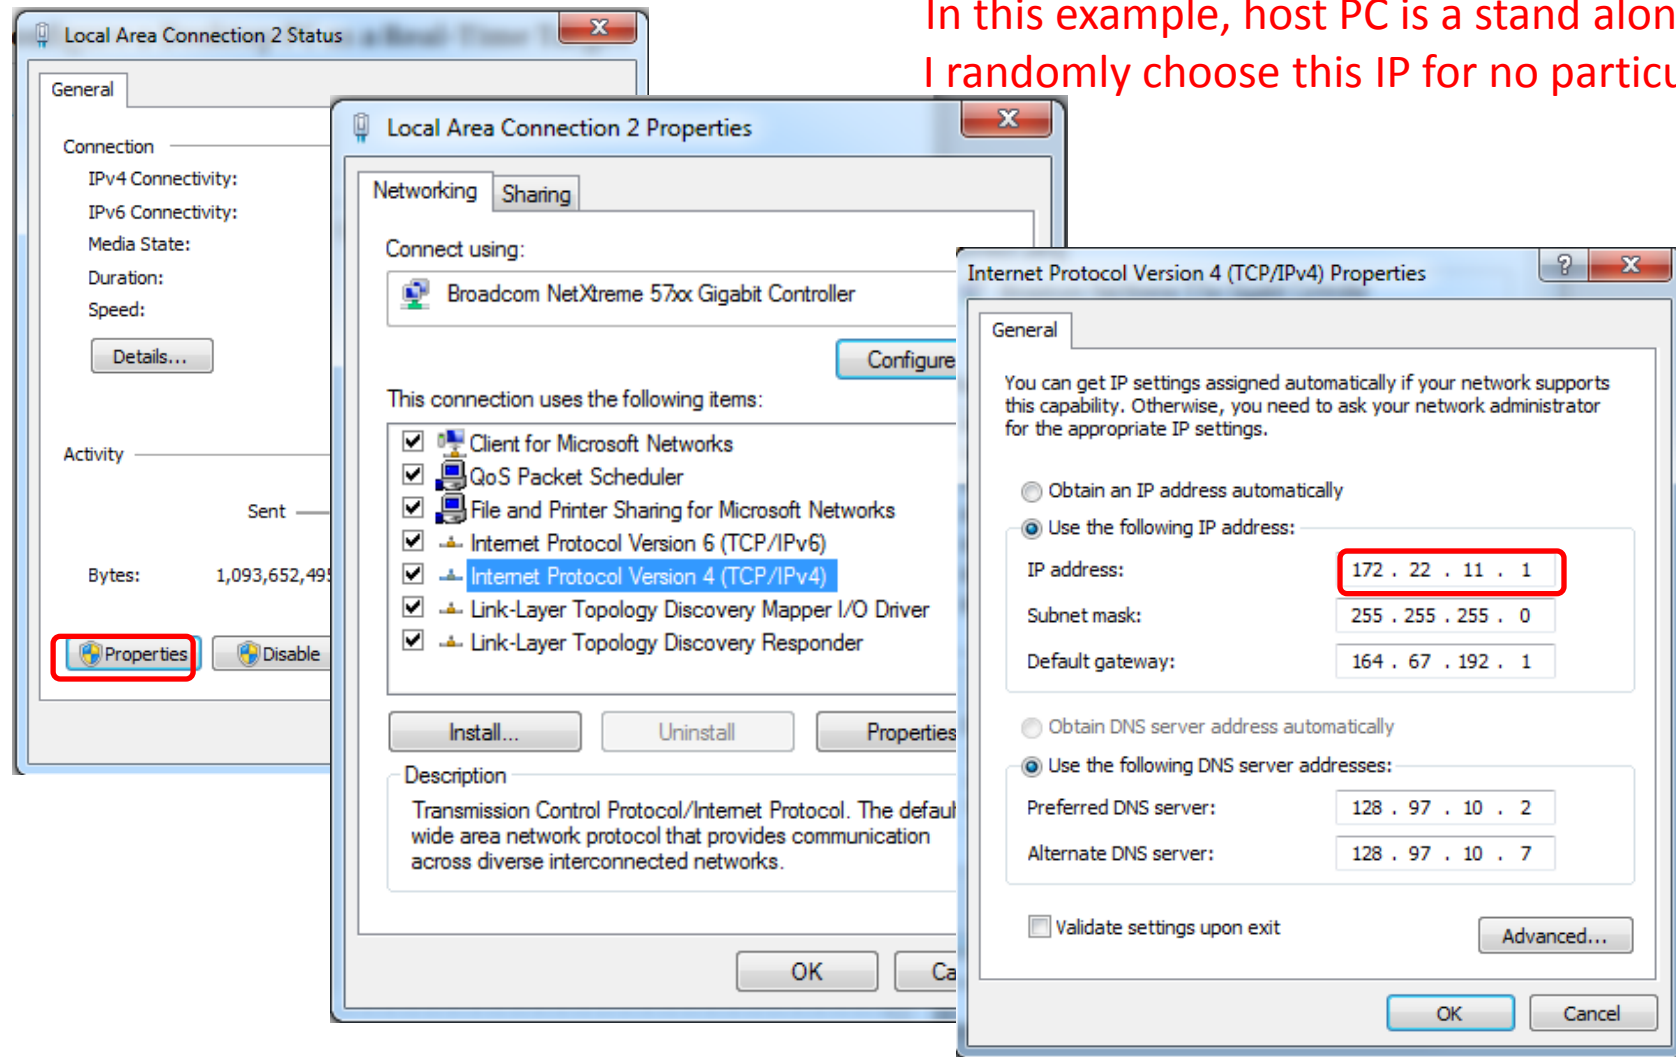 In this example, host PC is a stand alon
I randomly choose this IP for no particu
Local Area Connection 2 Status
General
Connection
IPv4 Connectivity:
IPv6 Connectivity:
Media State:
Duration:
Speed:
Details...
Activity
Sent
Bytes: 1,093,652,495
Properties Disable
Local Area Connection 2 Properties
Networking Sharing
Connect using:
Broadcom NetXtreme 57xx Gigabit Controller
Configure
This connection uses the following items:
Client for Microsoft Networks
QoS Packet Scheduler
File and Printer Sharing for Microsoft Networks
Internet Protocol Version 6 (TCP/IPv6)
Internet Protocol Version 4 (TCP/IPv4)
Link-Layer Topology Discovery Mapper I/O Driver
Link-Layer Topology Discovery Responder
Install... Uninstall Properties
Description
Transmission Control Protocol/Internet Protocol. The defaul
wide area network protocol that provides communication
across diverse interconnected networks.
OK Ca
Internet Protocol Version 4 (TCP/IPv4) Properties
General
You can get IP settings assigned automatically if your network supports
this capability. Otherwise, you need to ask your network administrator
for the appropriate IP settings.
Obtain an IP address automatically
Use the following IP address:
IP address: 172 . 22 . 11 . 1
Subnet mask: 255 . 255 . 255 . 0
Default gateway: 164 . 67 . 192 . 1
Obtain DNS server address automatically
Use the following DNS server addresses:
Preferred DNS server: 128 . 97 . 10 . 2
Alternate DNS server: 128 . 97 . 10 . 7
Validate settings upon exit
Advanced...
OK Cancel